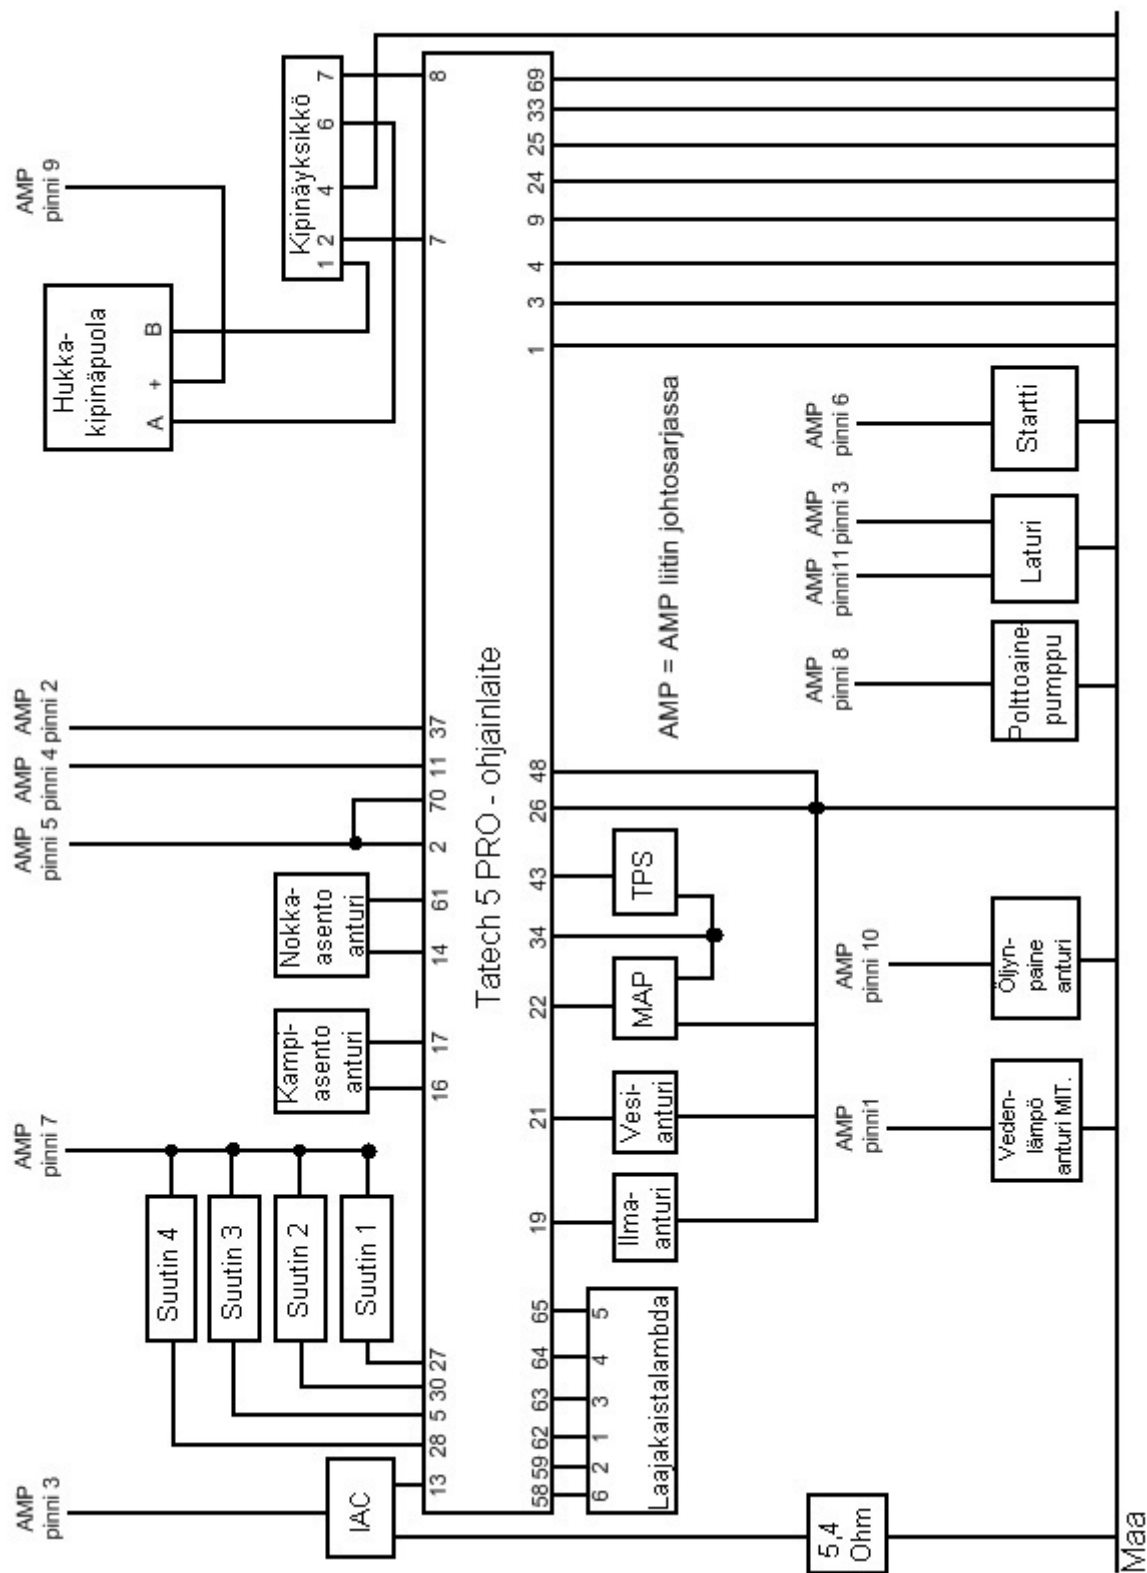 AMP
pinni 3
AMP
pinni 7
AMP
pinni 5
AMP
pinni 4
AMP
pinni 2
AMP
pinni 9
Hukka-
kipinäpuola
A + B
Suutin 4
Suutin 3
Suutin 2
Suutin 1
IAC
Kampi-
asento
anturi
Nokka-
asento
anturi
Kipinäyksikkö
1 2 4 6 7
13 28 5 30 27 16 17 14 61 2 70 11 37 7 8
Tatech 5 PRO - ohjainlaite
58 59 62 63 64 65 19 21 22 34 43 26 48 1 3 4 9 24 25 33 69
6 2 1 3 4 5
Laajakaistalambda
Ilma-
anturi
Vesi-
anturi
MAP
TPS
AMP = AMP liitin johtosarjassa
5,4
Ohm
AMP
pinni1
AMP
pinni 10
AMP
pinni 8
AMP
pinni11
AMP
pinni 3
AMP
pinni 6
Veden-
lämpö
anturi MIT.
Öljyn-
paine
anturi
Polttoaine-
pumppu
Laturi
Startti
Maa